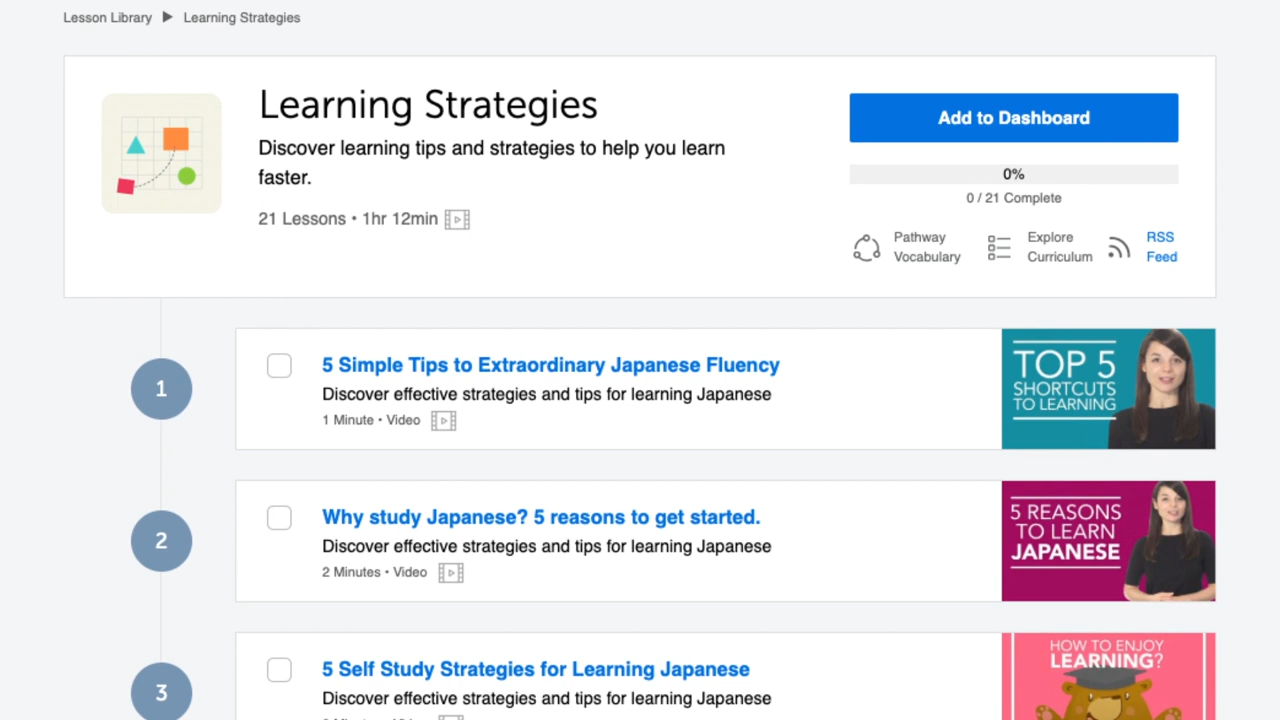 Lesson Library ▶ Learning Strategies
Learning Strategies
Discover learning tips and strategies to help you learn
faster.
21 Lessons • 1hr 12min
Add to Dashboard
0%
0 / 21 Complete
Pathway
Vocabulary
Explore
Curriculum
RSS
Feed
1
5 Simple Tips to Extraordinary Japanese Fluency
Discover effective strategies and tips for learning Japanese
1 Minute • Video
TOP 5
SHORTCUTS
TO LEARNING
2
Why study Japanese? 5 reasons to get started.
Discover effective strategies and tips for learning Japanese
2 Minutes • Video
5 REASONS
TO LEARN
JAPANESE
3
5 Self Study Strategies for Learning Japanese
Discover effective strategies and tips for learning Japanese
HOW TO ENJOY
LEARNING?